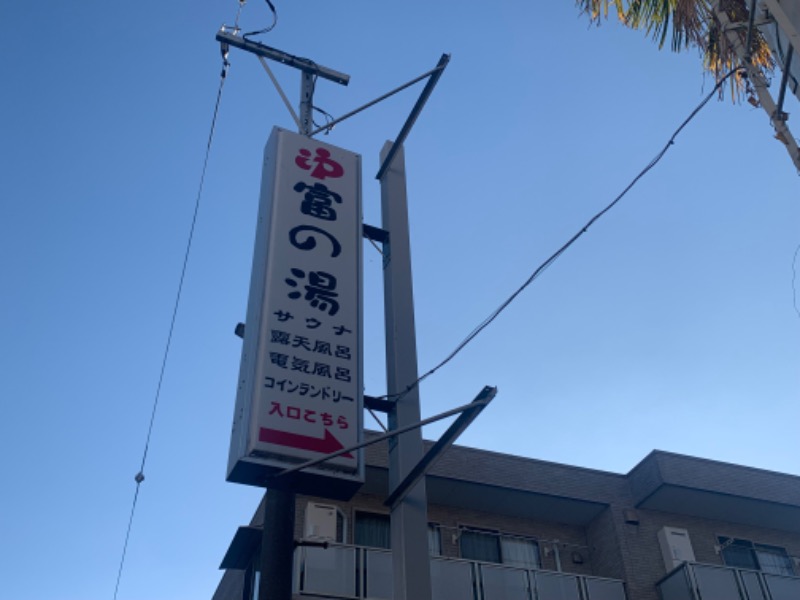 ゆ
富の湯
サウナ
露天風呂
電気風呂
コインランドリー
入口こちら